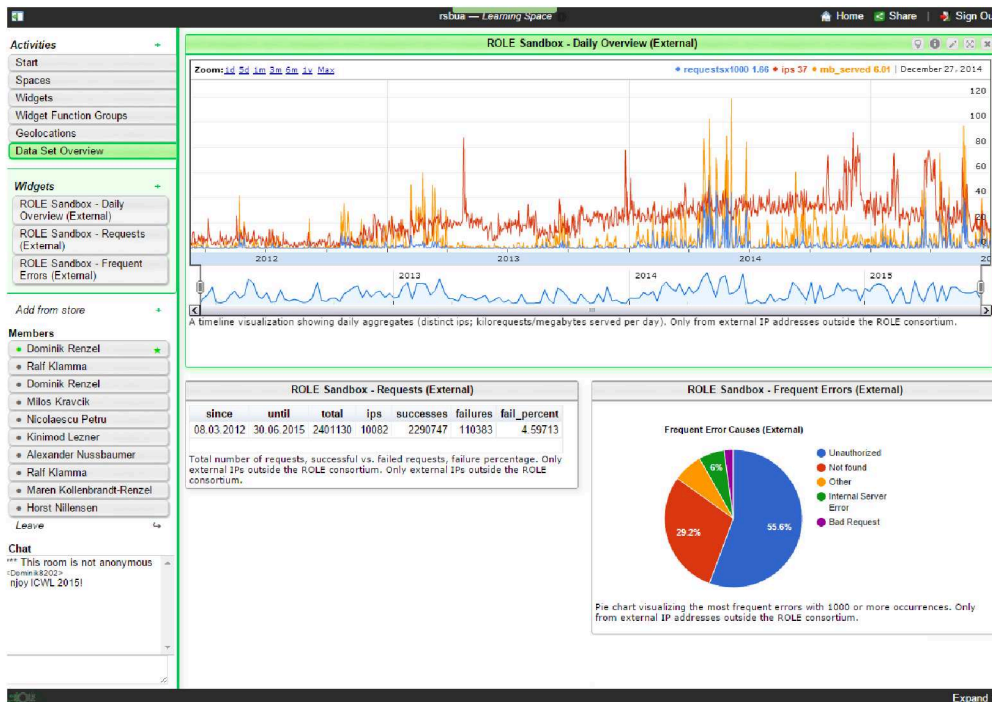 rsbua — Learning Space
Home Share | Sign Ou
Activities +
Start
Spaces
Widgets
Widget Function Groups
Geolocations
Data Set Overview
Widgets +
ROLE Sandbox - Daily
Overview (External)
ROLE Sandbox - Requests
(External)
ROLE Sandbox - Frequent
Errors (External)
Add from store +
Members
Dominik Renzel
Ralf Klamma
Dominik Renzel
Milos Kravcik
Nicolaescu Petru
Kinimod Lezner
Alexander Nussbaumer
Ralf Klamma
Maren Kollenbrandt-Renzel
Horst Nillensen
Leave
Chat
*** This room is not anonymous
<Dominik8202>
njoy ICWL 2015!
ROLE Sandbox - Daily Overview (External)
Zoom: 1d 5d 1m 3m 6m 1y Max
requestsx1000 1.66 ips 37 mb_served 6.01 | December 27, 2014
120
100
80
60
40
20
0
2012 2013 2014 20
2013 2014 2015
A timeline visualization showing daily aggregates (distinct ips; kilorequests/megabytes served per day). Only from external IP addresses outside the ROLE consortium.
ROLE Sandbox - Requests (External)
since until total ips successes failures fail_percent
08.03.2012 30.06.2015 2401130 10082 2290747 110383 4.59713
Total number of requests, successful vs. failed requests, failure percentage. Only
external IPs outside the ROLE consortium. Only external IPs outside the ROLE
consortium.
ROLE Sandbox - Frequent Errors (External)
Frequent Error Causes (External)
Unauthorized
Not found
Other
Internal Server
Error
Bad Request
6%
29.2%
55.6%
Pie chart visualizing the most frequent errors with 1000 or more occurrences. Only
from external IP addresses outside the ROLE consortium.
Expand